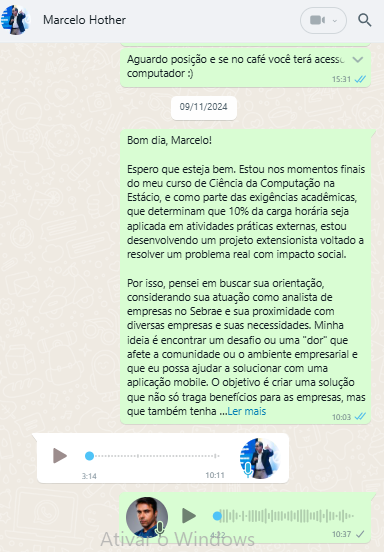 Marcelo Hother
Aguardo posição e se no café você terá acesso
computador :)
15:31
09/11/2024
Bom dia, Marcelo!
Espero que esteja bem. Estou nos momentos finais
do meu curso de Ciência da Computação na
Estácio, e como parte das exigências acadêmicas,
que determinam que 10% da carga horária seja
aplicada em atividades práticas externas, estou
desenvolvendo um projeto extensionista voltado a
resolver um problema real com impacto social.
Por isso, pensei em buscar sua orientação,
considerando sua atuação como analista de
empresas no Sebrae e sua proximidade com
diversas empresas e suas necessidades. Minha
ideia é encontrar um desafio ou uma "dor" que
afete a comunidade ou o ambiente empresarial e
que eu possa ajudar a solucionar com uma
aplicação mobile. O objetivo é criar uma solução
que não só traga benefícios para as empresas, mas
que também tenha ...Ler mais
10:03
3:14
10:11
4:22
10:37
Ativar o Windows